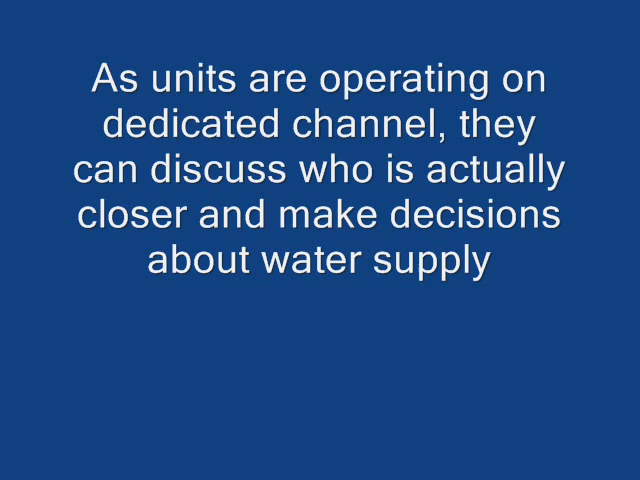 As units are operating on
dedicated channel, they
can discuss who is actually
closer and make decisions
about water supply